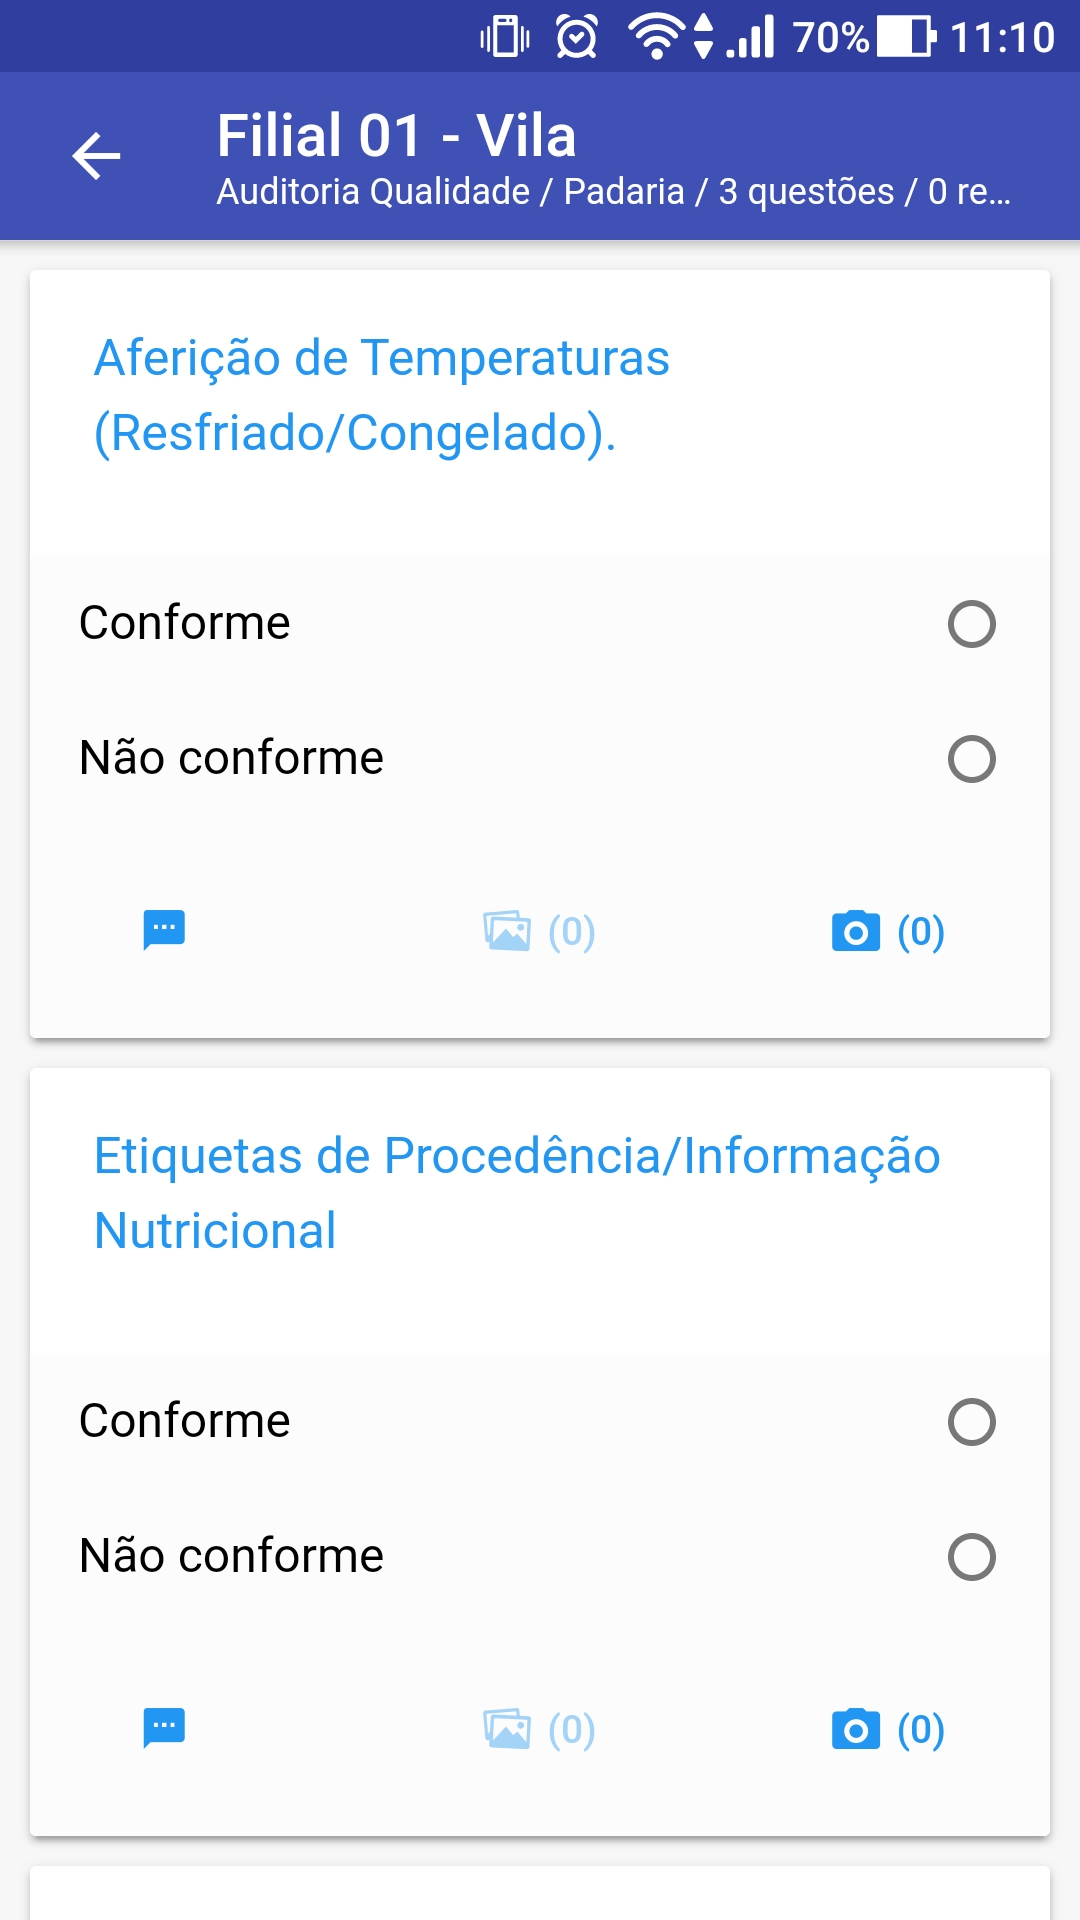 70% 11:10
Filial 01 - Vila
Auditoria Qualidade / Padaria / 3 questões / 0 re...
Aferição de Temperaturas
(Resfriado/Congelado).
Conforme
Não conforme
(0) (0)
Etiquetas de Procedência/Informação
Nutricional
Conforme
Não conforme
(0) (0)